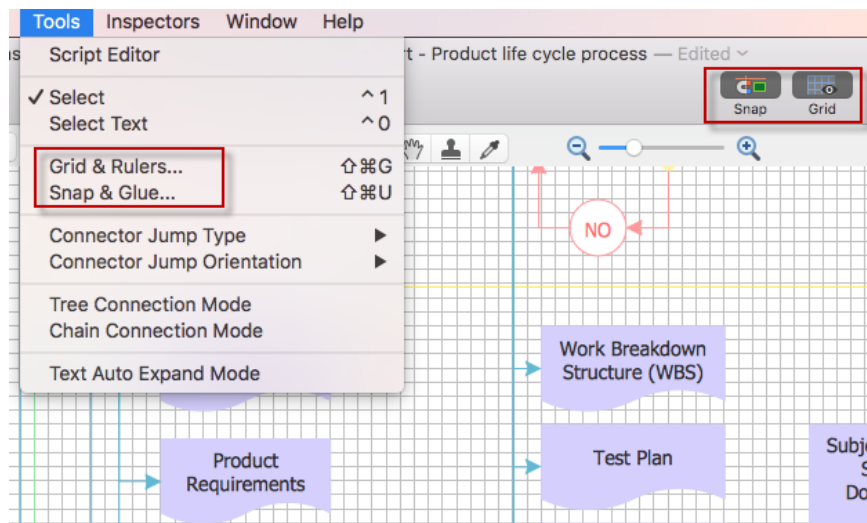 Tools Inspectors Window Help
t - Product life cycle process — Edited
Script Editor
Snap Grid
✓ Select ^1
Select Text ^0
Grid & Rulers... ⇧⌘G
Snap & Glue... ⇧⌘U
Connector Jump Type ▶
Connector Jump Orientation ▶
Tree Connection Mode
Chain Connection Mode
Text Auto Expand Mode
NO
Work Breakdown
Structure (WBS)
Product
Requirements
Test Plan
Subj
S
Do